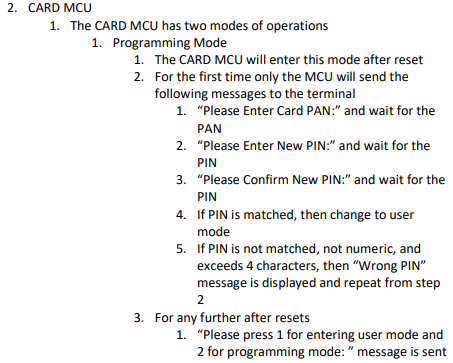 2. CARD MCU
1. The CARD MCU has two modes of operations
1. Programming Mode
1. The CARD MCU will enter this mode after reset
2. For the first time only the MCU will send the
following messages to the terminal
1. “Please Enter Card PAN:” and wait for the
PAN
2. “Please Enter New PIN:” and wait for the
PIN
3. “Please Confirm New PIN:” and wait for the
PIN
4. If PIN is matched, then change to user
mode
5. If PIN is not matched, not numeric, and
exceeds 4 characters, then “Wrong PIN”
message is displayed and repeat from step
2
3. For any further after resets
1. “Please press 1 for entering user mode and
2 for programming mode: ” message is sent